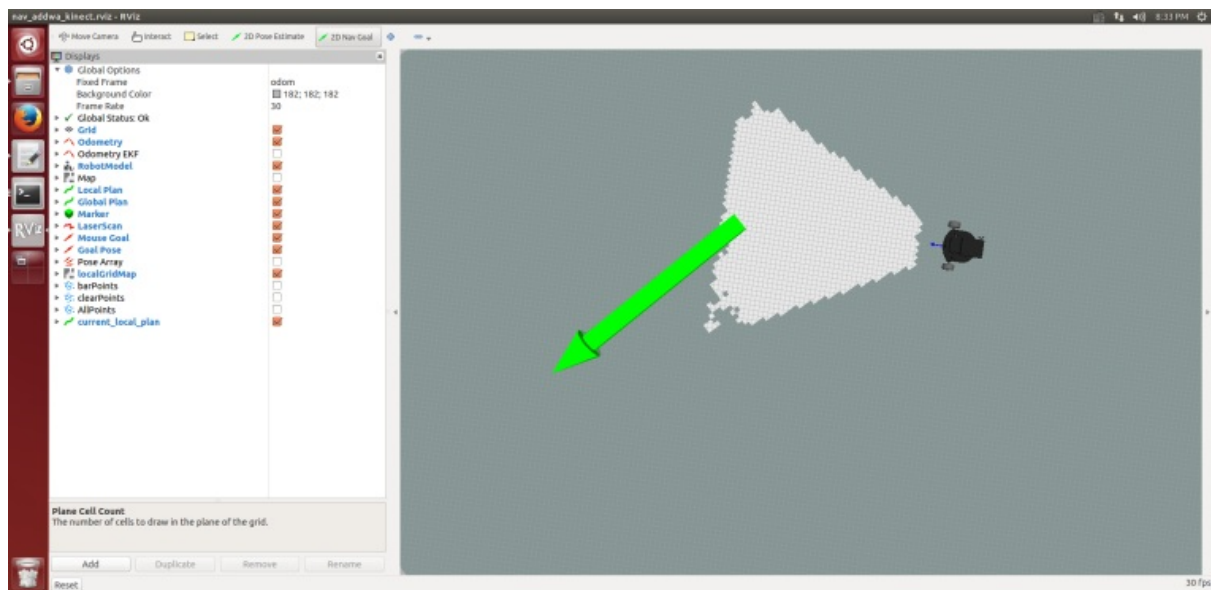 nav_addwa_kinect.rviz - RViz
8:33 PM
Move Camera Interact Select 2D Pose Estimate 2D Nav Goal
Displays
Global Options
Fixed Frame odom
Background Color 182; 182; 182
Frame Rate 30
Global Status: Ok
Grid
Odometry
Odometry EKF
RobotModel
Map
Local Plan
Global Plan
Marker
LaserScan
Mouse Goal
Goal Pose
Pose Array
localGridMap
barPoints
clearPoints
AllPoints
current_local_plan
RViz
Plane Cell Count
The number of cells to draw in the plane of the grid.
Add Duplicate Remove Rename
Reset
30 fps